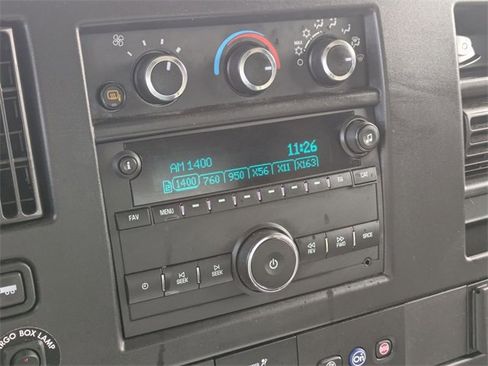 11:26
AM 1400
1400 760 950 X56 X11 X163
FAV MENU CAT
SEEK SEEK REV FWD SRCE
CARGO BOX LAMP